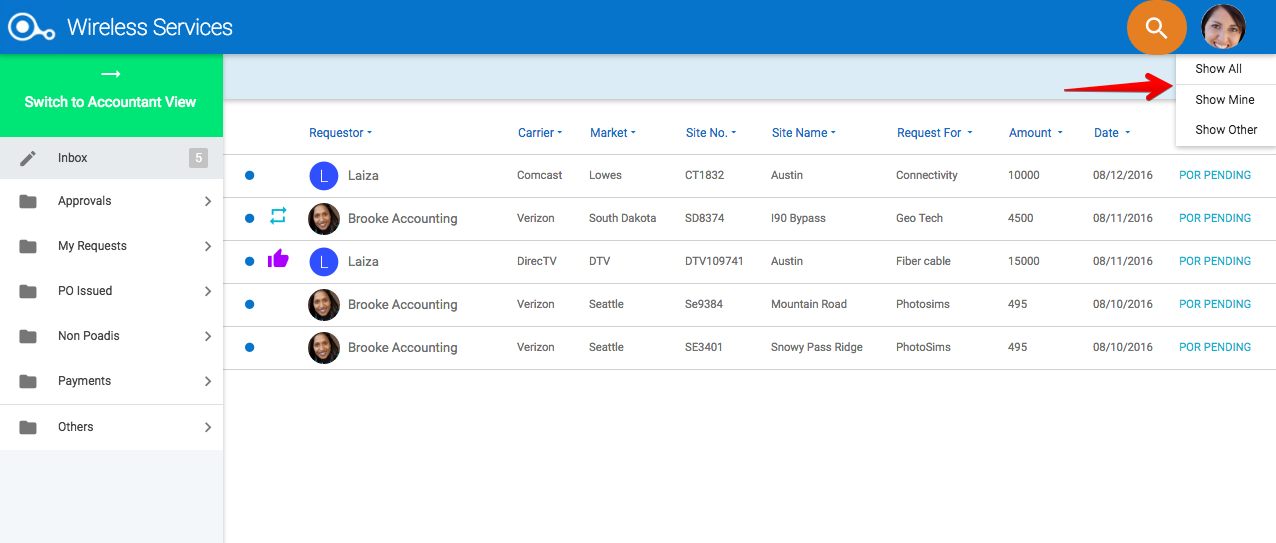 Wireless Services
Show All
Show Mine
Show Other
Switch to Accountant View
Inbox 5
Approvals
My Requests
PO Issued
Non Poadis
Payments
Others
Requestor Carrier Market Site No. Site Name Request For Amount Date
L Laiza Comcast Lowes CT1832 Austin Connectivity 10000 08/12/2016 POR PENDING
Brooke Accounting Verizon South Dakota SD8374 I90 Bypass Geo Tech 4500 08/11/2016 POR PENDING
L Laiza DirecTV DTV DTV109741 Austin Fiber cable 15000 08/11/2016 POR PENDING
Brooke Accounting Verizon Seattle Se9384 Mountain Road Photosims 495 08/10/2016 POR PENDING
Brooke Accounting Verizon Seattle SE3401 Snowy Pass Ridge PhotoSims 495 08/10/2016 POR PENDING